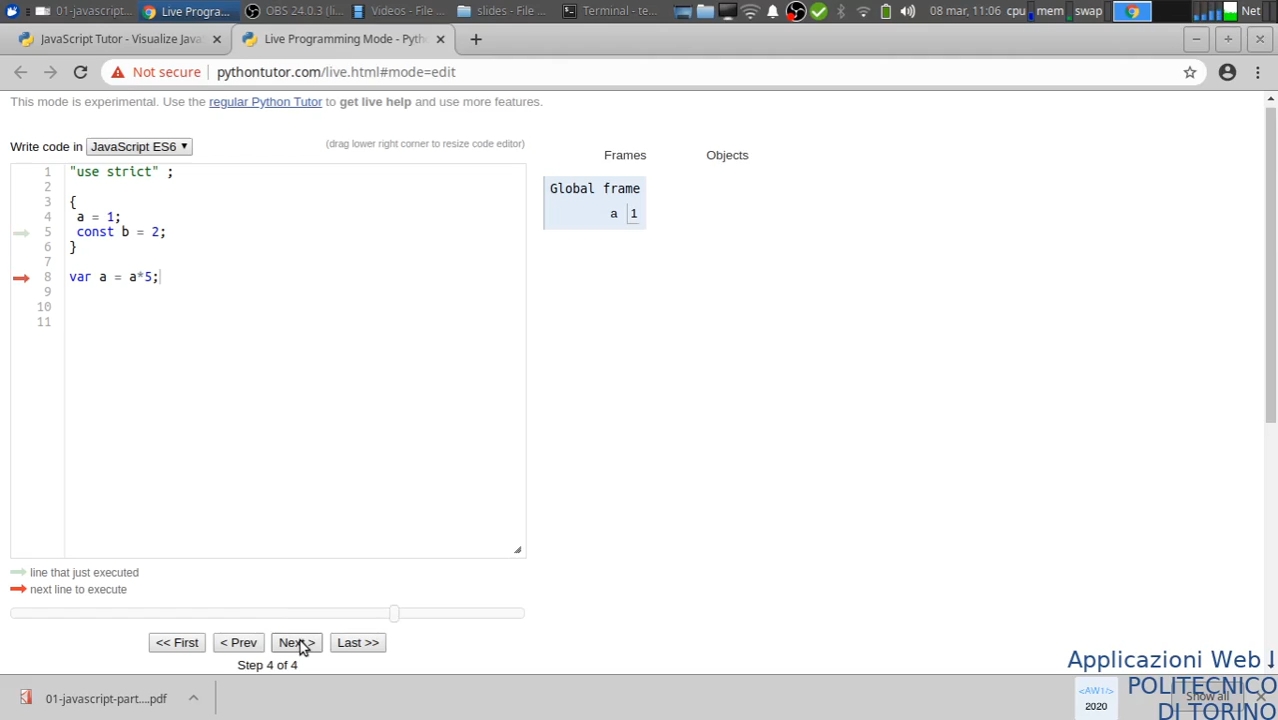 01-javascript...
Live Progra...
OBS 24.0.3 (li...
Videos - File ...
slides - File ...
Terminal - te...
08 mar, 11:06 cpu mem swap Net
JavaScript Tutor - Visualize Java
Live Programming Mode - Pyth
Not secure pythontutor.com/live.html#mode=edit
This mode is experimental. Use the regular Python Tutor to get live help and use more features.
Write code in JavaScript ES6
(drag lower right corner to resize code editor)
Frames Objects
1 "use strict" ;
2
3 {
4 a = 1;
5 const b = 2;
6 }
7
8 var a = a*5;
9
10
11
Global frame
a 1
line that just executed
next line to execute
<< First < Prev Next > Last >>
Step 4 of 4
Applicazioni Web↓
POLITECNICO
DI TORINO
<AW1/>
2020
01-javascript-part....pdf
Show all